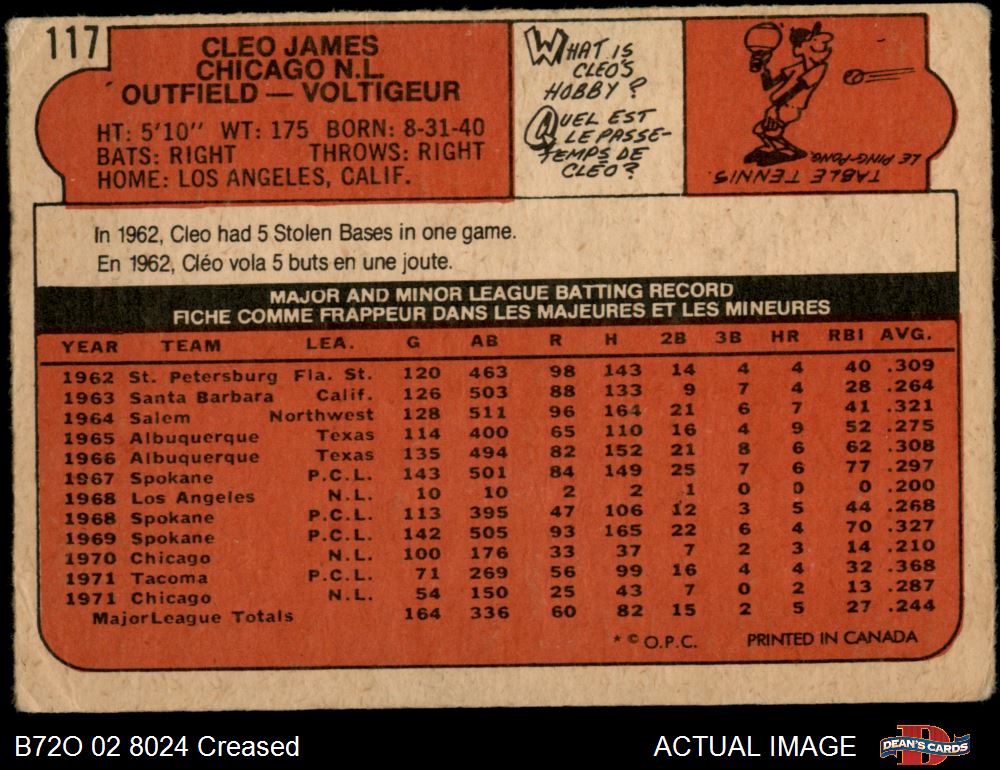 117
CLEO JAMES
CHICAGO N.L.
OUTFIELD — VOLTIGEUR
HT: 5'10" WT: 175 BORN: 8-31-40
BATS: RIGHT THROWS: RIGHT
HOME: LOS ANGELES, CALIF.
WHAT IS
CLEO'S
HOBBY?
QUEL EST
LE PASSE-
TEMPS DE
CLEO?
TABLE TENNIS.
LE PING-PONG.
In 1962, Cleo had 5 Stolen Bases in one game.
En 1962, Cléo vola 5 buts en une joute.
MAJOR AND MINOR LEAGUE BATTING RECORD
FICHE COMME FRAPPEUR DANS LES MAJEURES ET LES MINEURES
YEAR TEAM LEA. G AB R H 2B 3B HR RBI AVG.
1962 St. Petersburg Fla. St. 120 463 98 143 14 4 4 40 .309
1963 Santa Barbara Calif. 126 503 88 133 9 7 4 28 .264
1964 Salem Northwest 128 511 96 164 21 6 7 41 .321
1965 Albuquerque Texas 114 400 65 110 16 4 9 52 .275
1966 Albuquerque Texas 135 494 82 152 21 8 6 62 .308
1967 Spokane P.C.L. 143 501 84 149 25 7 6 77 .297
1968 Los Angeles N.L. 10 10 2 2 1 0 0 0 .200
1968 Spokane P.C.L. 113 395 47 106 12 3 5 44 .268
1969 Spokane P.C.L. 142 505 93 165 22 6 4 70 .327
1970 Chicago N.L. 100 176 33 37 7 2 3 14 .210
1971 Tacoma P.C.L. 71 269 56 99 16 4 4 32 .368
1971 Chicago N.L. 54 150 25 43 7 0 2 13 .287
Major League Totals 164 336 60 82 15 2 5 27 .244
* © O.P.C. PRINTED IN CANADA
B72O 02 8024 Creased
ACTUAL IMAGE
D
DEAN'S CARDS